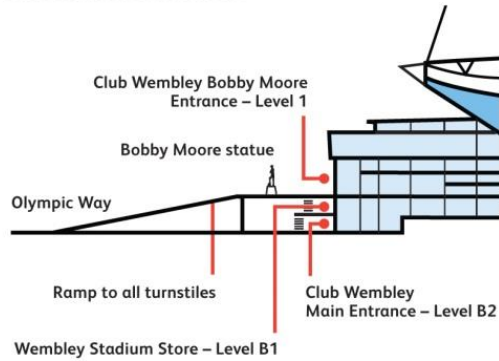 Club Wembley Bobby Moore
Entrance – Level 1
Bobby Moore statue
Olympic Way
Ramp to all turnstiles
Club Wembley
Main Entrance – Level B2
Wembley Stadium Store – Level B1